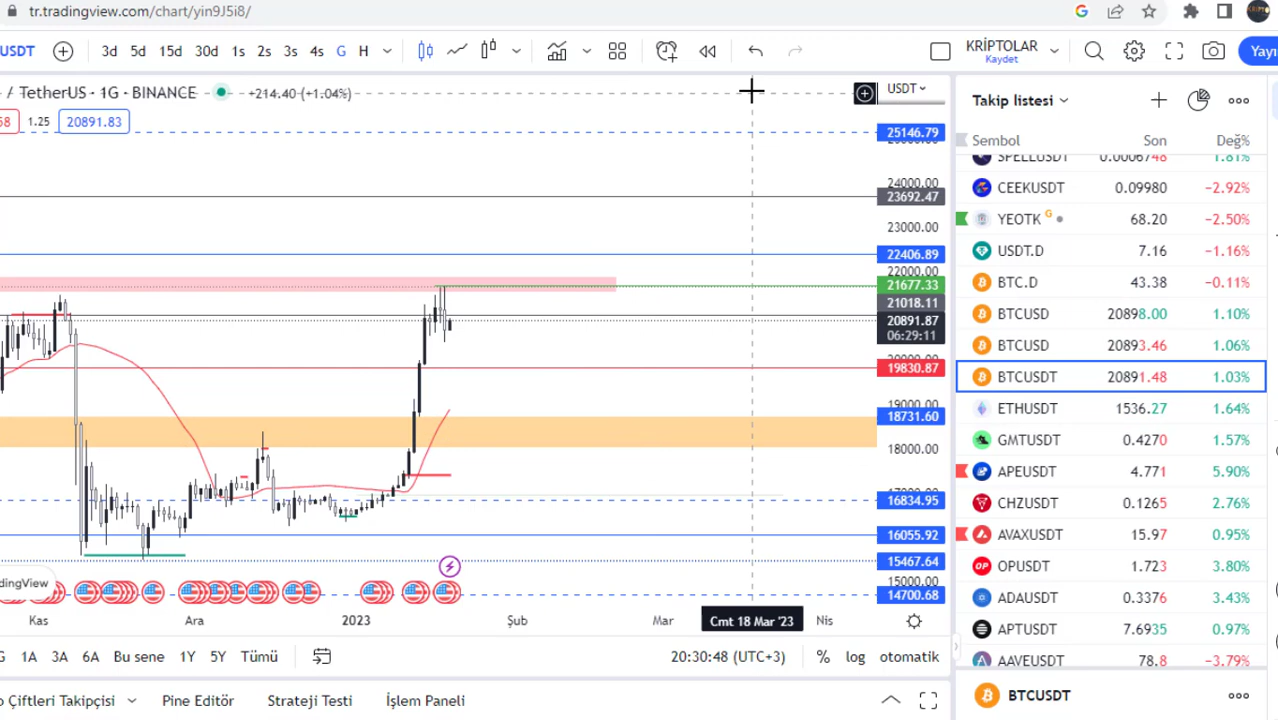 tr.tradingview.com/chart/yin9J5i8/
USDT 3d 5d 15d 30d 1s 2s 3s 4s G H KRİPTOLAR Kaydet Yayı
/ TetherUS · 1G · BINANCE +214.40 (+1.04%) USDT
58 1.25 20891.83
25146.79
24000.00
23692.47
23000.00
22406.89
22000.00
21677.33
21018.11
20891.87
06:29:11
19830.87
19000.00
18731.60
18000.00
16834.95
16055.92
15467.64
15000.00
14700.68
dingView
Kas Ara 2023 Şub Mar Cmt 18 Mar '23 Nis
G 1A 3A 6A Bu sene 1Y 5Y Tümü 20:30:48 (UTC+3) % log otomatik
o Çiftleri Takipçisi Pine Editör Strateji Testi İşlem Paneli
Takip listesi
Sembol Son Değ%
SPELLUSDT 0.0006748 1.81%
CEEKUSDT 0.09980 −2.92%
YEOTK G 68.20 −2.50%
USDT.D 7.16 −1.16%
BTC.D 43.38 −0.11%
BTCUSD 20898.00 1.10%
BTCUSD 20893.46 1.06%
BTCUSDT 20891.48 1.03%
ETHUSDT 1536.27 1.64%
GMTUSDT 0.4270 1.57%
APEUSDT 4.771 5.90%
CHZUSDT 0.1265 2.76%
AVAXUSDT 15.97 0.95%
OPUSDT 1.723 3.80%
ADAUSDT 0.3376 3.43%
APTUSDT 7.6935 0.97%
AAVEUSDT 78.8 −3.79%
BTCUSDT